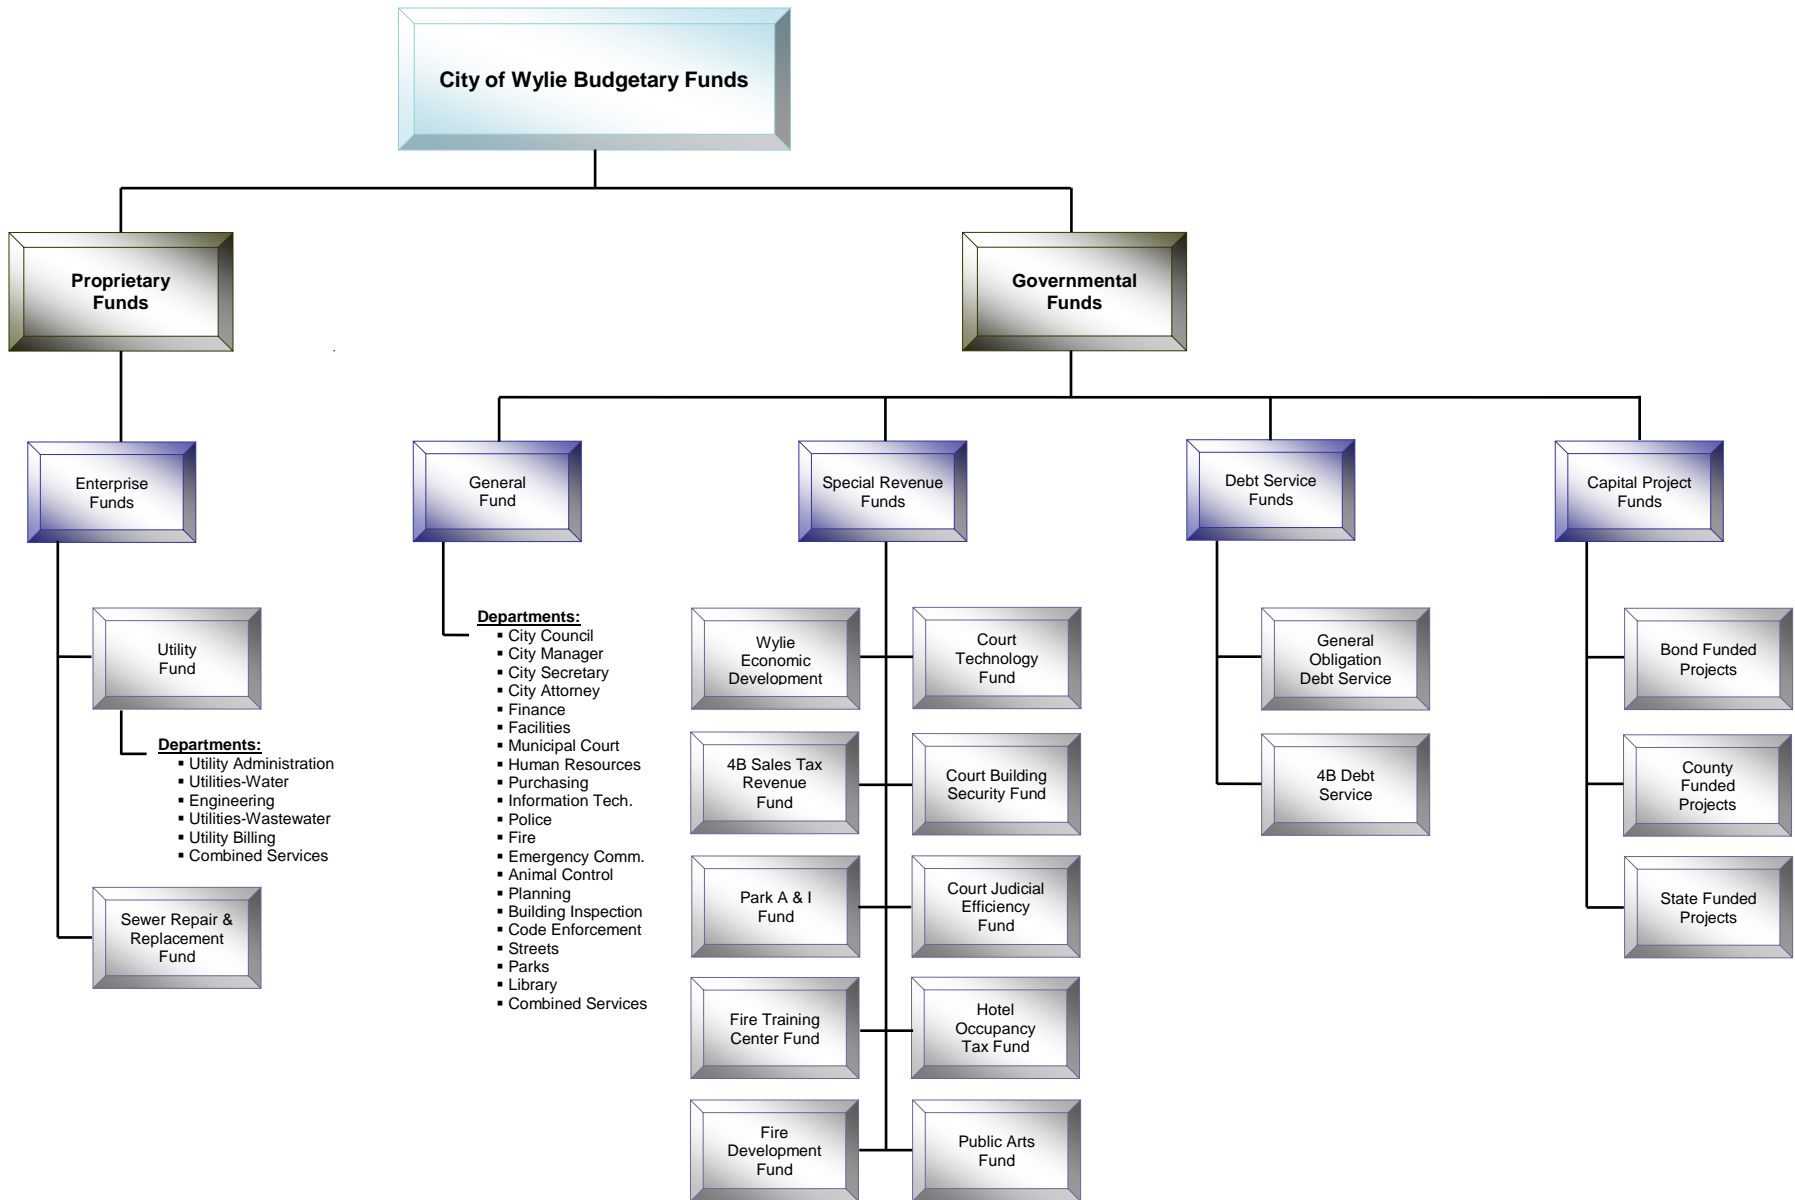 City of Wylie Budgetary Funds
Proprietary
Funds
Governmental
Funds
Enterprise
Funds
General
Fund
Special Revenue
Funds
Debt Service
Funds
Capital Project
Funds
Utility
Fund
Departments:
▪ Utility Administration
▪ Utilities-Water
▪ Engineering
▪ Utilities-Wastewater
▪ Utility Billing
▪ Combined Services
Sewer Repair &
Replacement
Fund
Departments:
▪ City Council
▪ City Manager
▪ City Secretary
▪ City Attorney
▪ Finance
▪ Facilities
▪ Municipal Court
▪ Human Resources
▪ Purchasing
▪ Information Tech.
▪ Police
▪ Fire
▪ Emergency Comm.
▪ Animal Control
▪ Planning
▪ Building Inspection
▪ Code Enforcement
▪ Streets
▪ Parks
▪ Library
▪ Combined Services
Wylie
Economic
Development
Court
Technology
Fund
4B Sales Tax
Revenue
Fund
Court Building
Security Fund
Park A & I
Fund
Court Judicial
Efficiency
Fund
Fire Training
Center Fund
Hotel
Occupancy
Tax Fund
Fire
Development
Fund
Public Arts
Fund
General
Obligation
Debt Service
4B Debt
Service
Bond Funded
Projects
County
Funded
Projects
State Funded
Projects